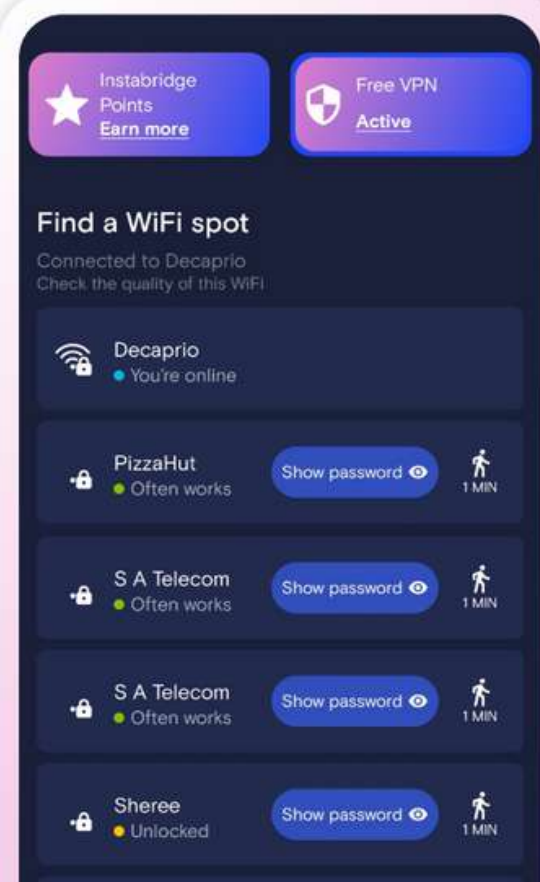 Instabridge
Points
Earn more
Free VPN
Active
Find a WiFi spot
Connected to Decaprio
Check the quality of this WiFi
Decaprio
You're online
PizzaHut
Often works
Show password
1 MIN
S A Telecom
Often works
Show password
1 MIN
S A Telecom
Often works
Show password
1 MIN
Sheree
Unlocked
Show password
1 MIN